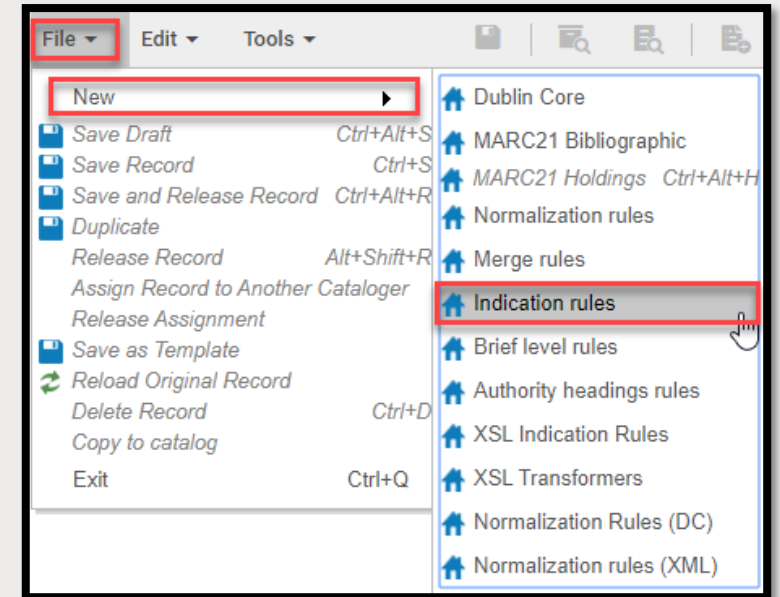 File Edit Tools
New
Save Draft Ctrl+Alt+S
Save Record Ctrl+S
Save and Release Record Ctrl+Alt+R
Duplicate
Release Record Alt+Shift+R
Assign Record to Another Cataloger
Release Assignment
Save as Template
Reload Original Record
Delete Record Ctrl+D
Copy to catalog
Exit Ctrl+Q
Dublin Core
MARC21 Bibliographic
MARC21 Holdings Ctrl+Alt+H
Normalization rules
Merge rules
Indication rules
Brief level rules
Authority headings rules
XSL Indication Rules
XSL Transformers
Normalization Rules (DC)
Normalization rules (XML)